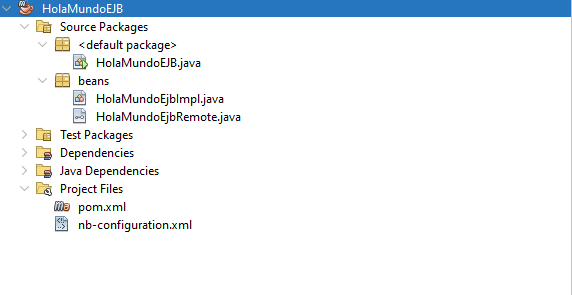 HolaMundoEJB
Source Packages
<default package>
HolaMundoEJB.java
beans
HolaMundoEjbImpl.java
HolaMundoEjbRemote.java
Test Packages
Dependencies
Java Dependencies
Project Files
pom.xml
nb-configuration.xml